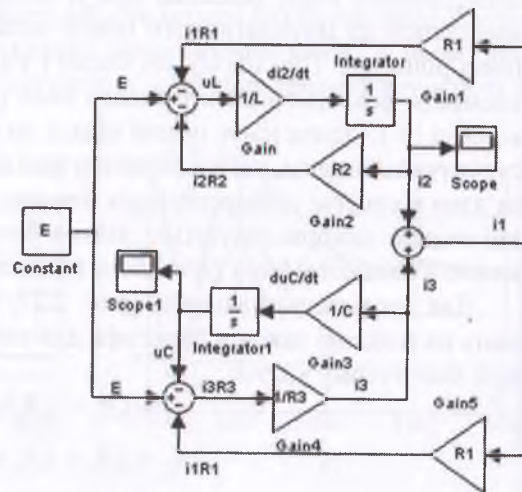 i1R1
R1
Integrator
E
uL
di2/dt
1/L
1
s
Gain1
Gain
R2
I2R2
i2
Scope
Gain2
E
Constant
Scope1
duC/dt
i1
i3
1
s
1/C
Integrator1
uC
Gain3
E
i3R3
1/R3
i3
Gain5
Gain4
R1
i1R1